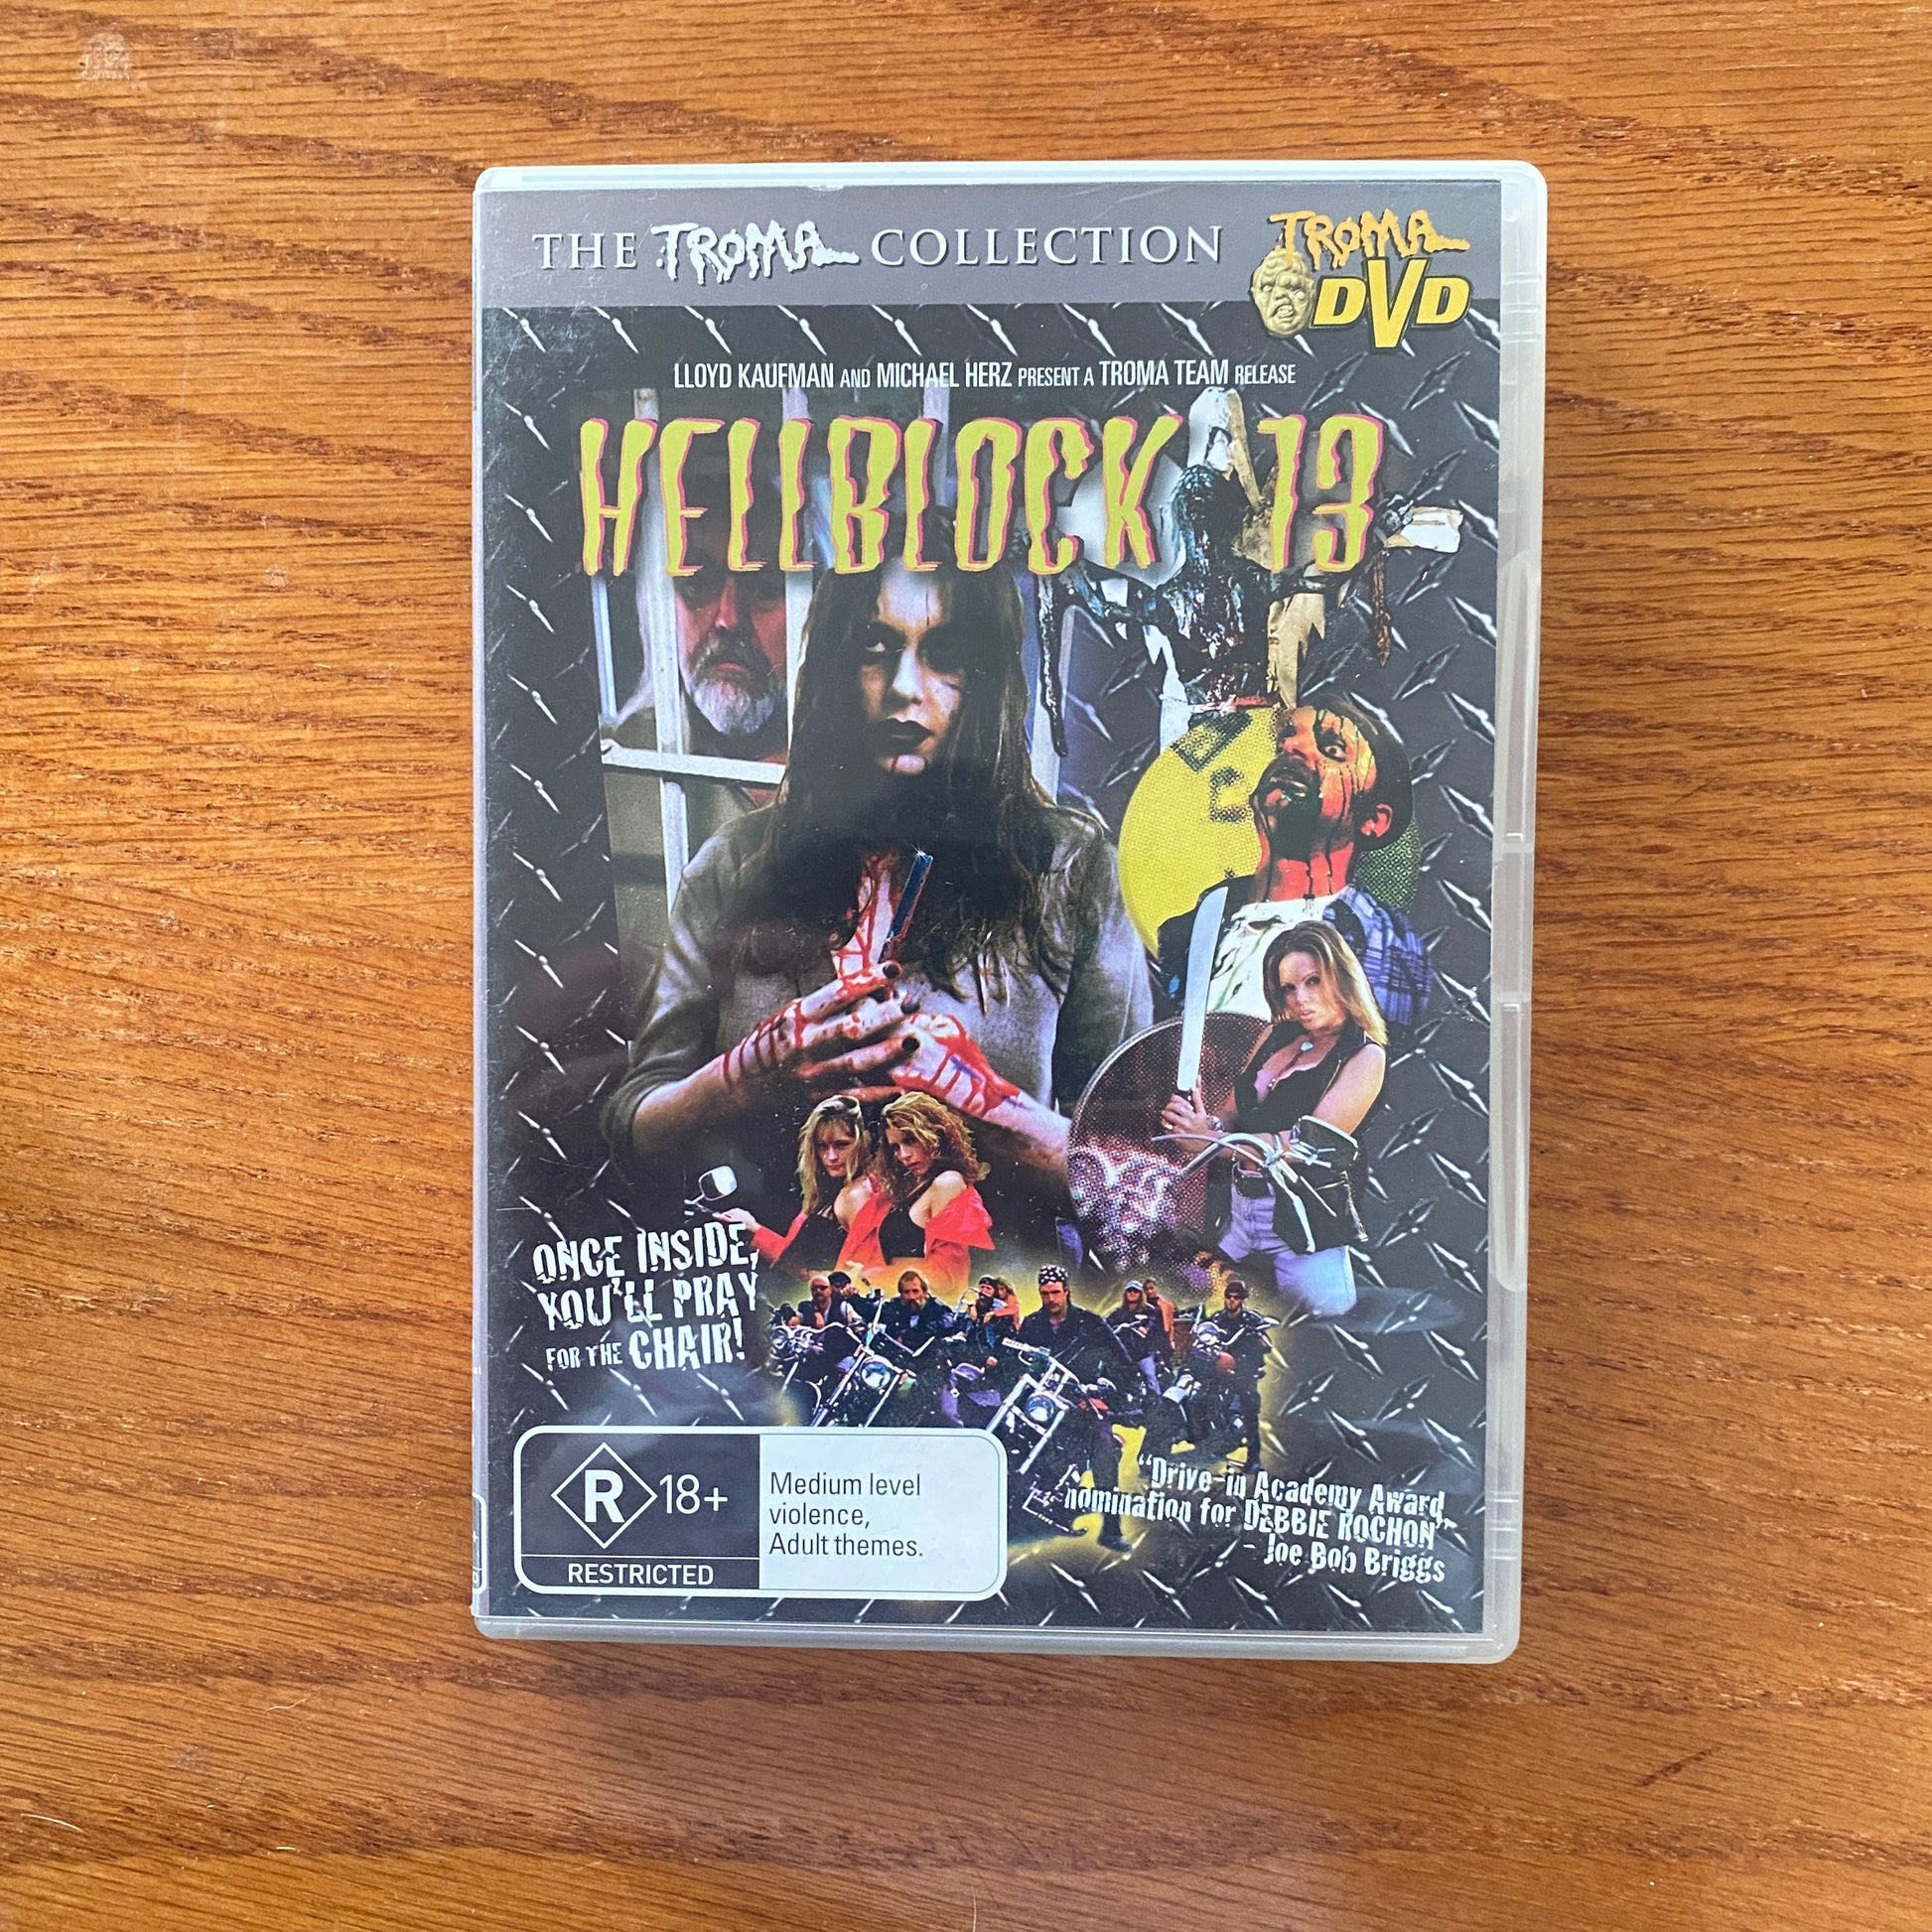 THE TROMA COLLECTION
TROMA
DVD
LLOYD KAUFMAN AND MICHAEL HERZ PRESENT A TROMA TEAM RELEASE
HELLBLOCK 13
ONCE INSIDE,
YOU'LL PRAY
FOR THE CHAIR!
R 18+
RESTRICTED
Medium level
violence,
Adult themes.
"Drive-in Academy Award
nomination for DEBBIE ROCHON"
- Joe Bob Briggs